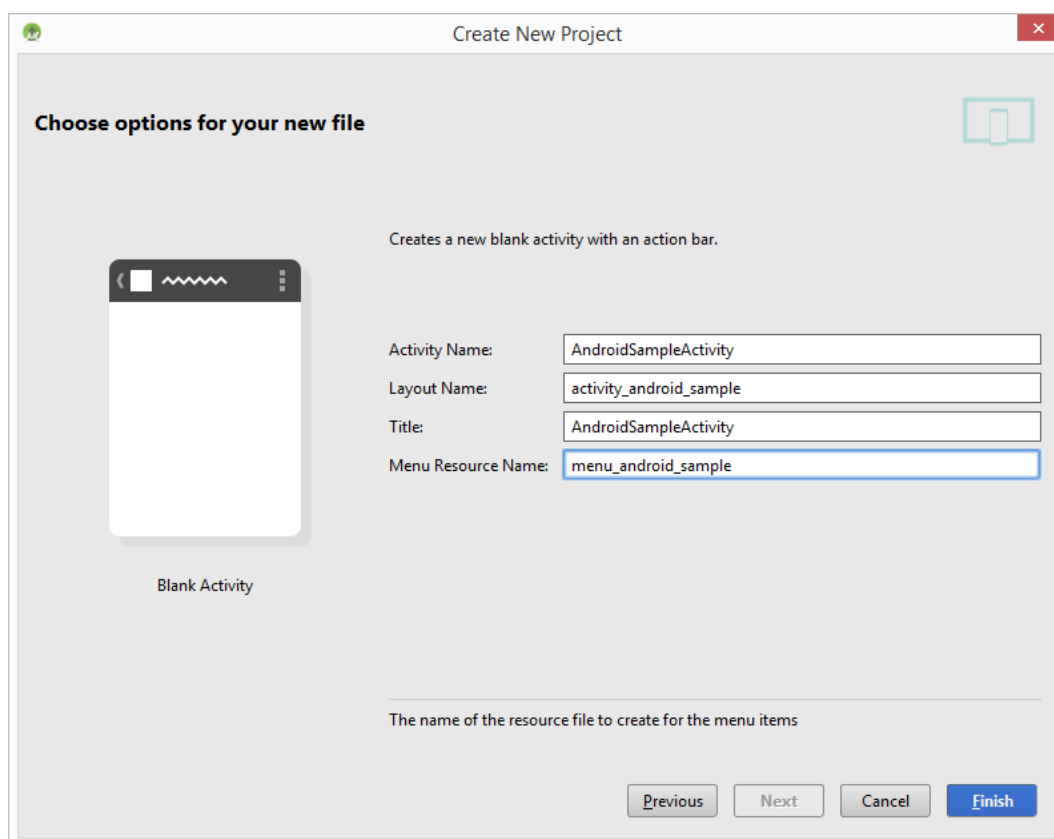 Create New Project
Choose options for your new file
Creates a new blank activity with an action bar.
Activity Name: AndroidSampleActivity
Layout Name: activity_android_sample
Title: AndroidSampleActivity
Menu Resource Name: menu_android_sample
Blank Activity
The name of the resource file to create for the menu items
Previous Next Cancel Finish